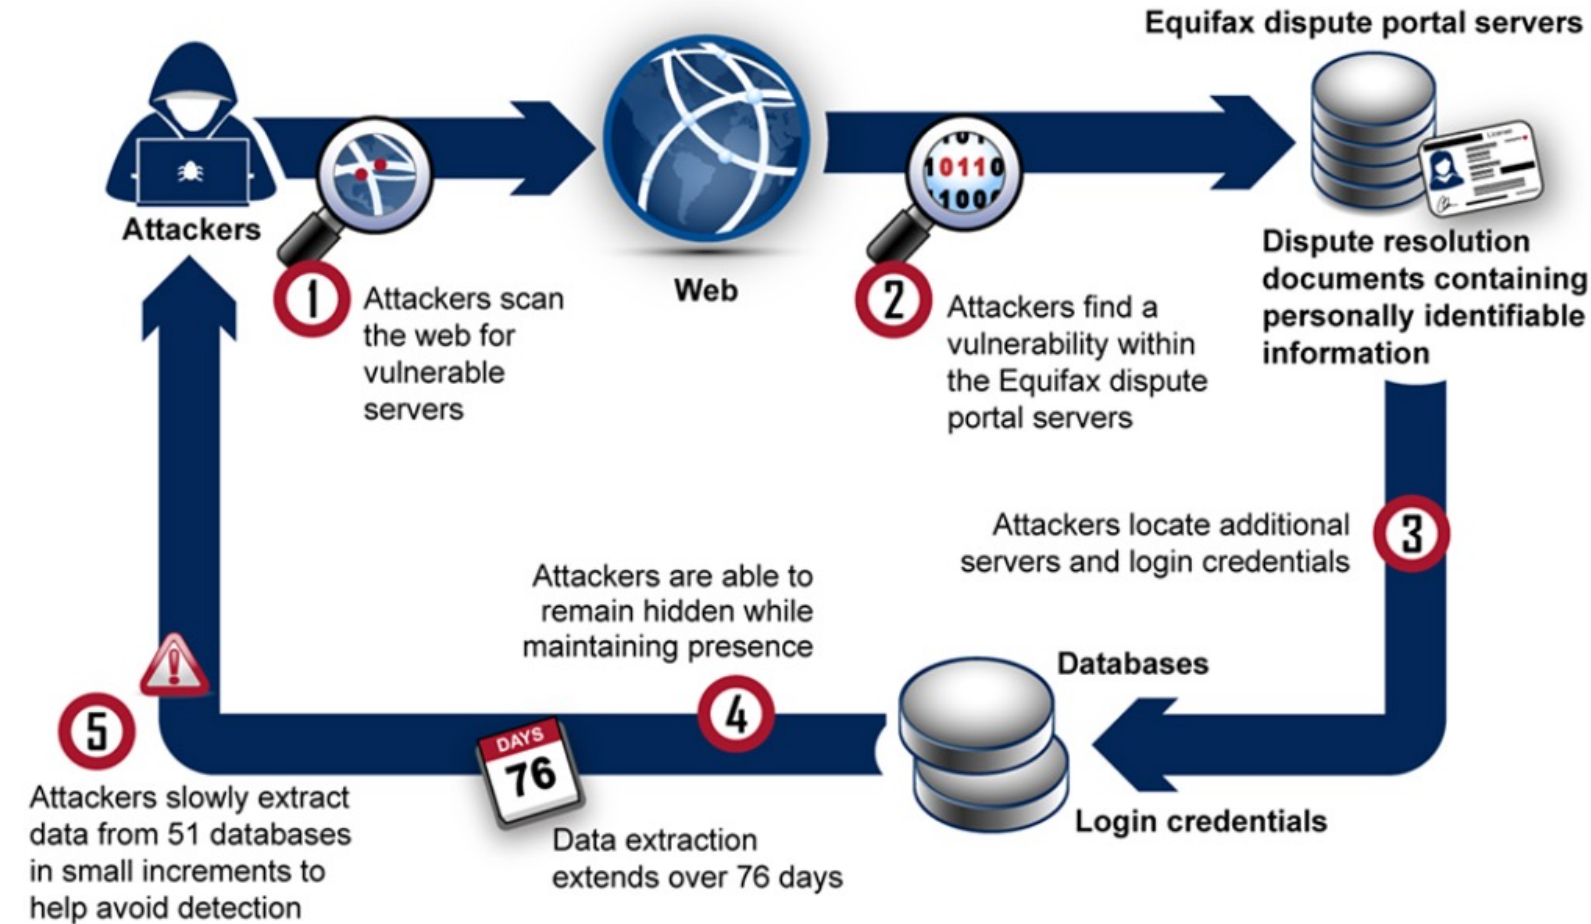 Equifax dispute portal servers
Attackers
Web
Dispute resolution
documents containing
personally identifiable
information
1
Attackers scan
the web for
vulnerable
servers
101
10110
1100
2
Attackers find a
vulnerability within
the Equifax dispute
portal servers
License
3
Attackers locate additional
servers and login credentials
Databases
Login credentials
4
Attackers are able to
remain hidden while
maintaining presence
DAYS
76
Data extraction
extends over 76 days
5
Attackers slowly extract
data from 51 databases
in small increments to
help avoid detection